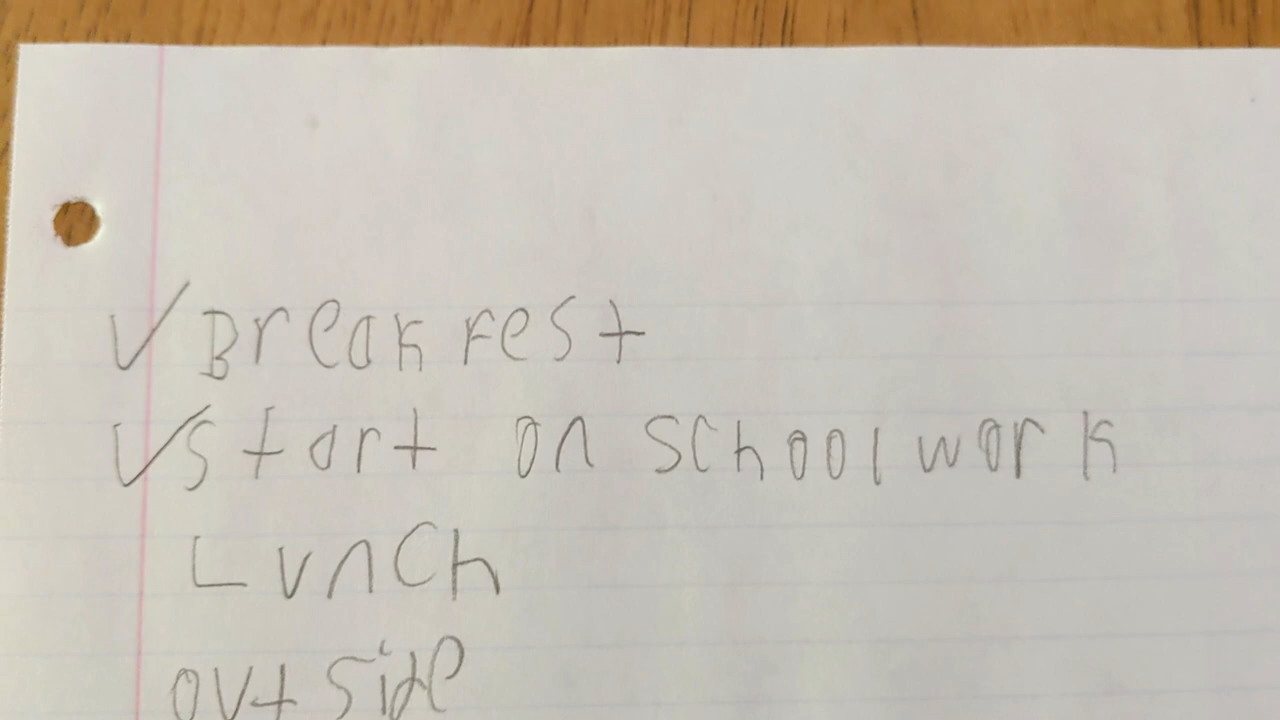 ✓ Breakfest
✓ Start on schoolwork
Lunch
outside